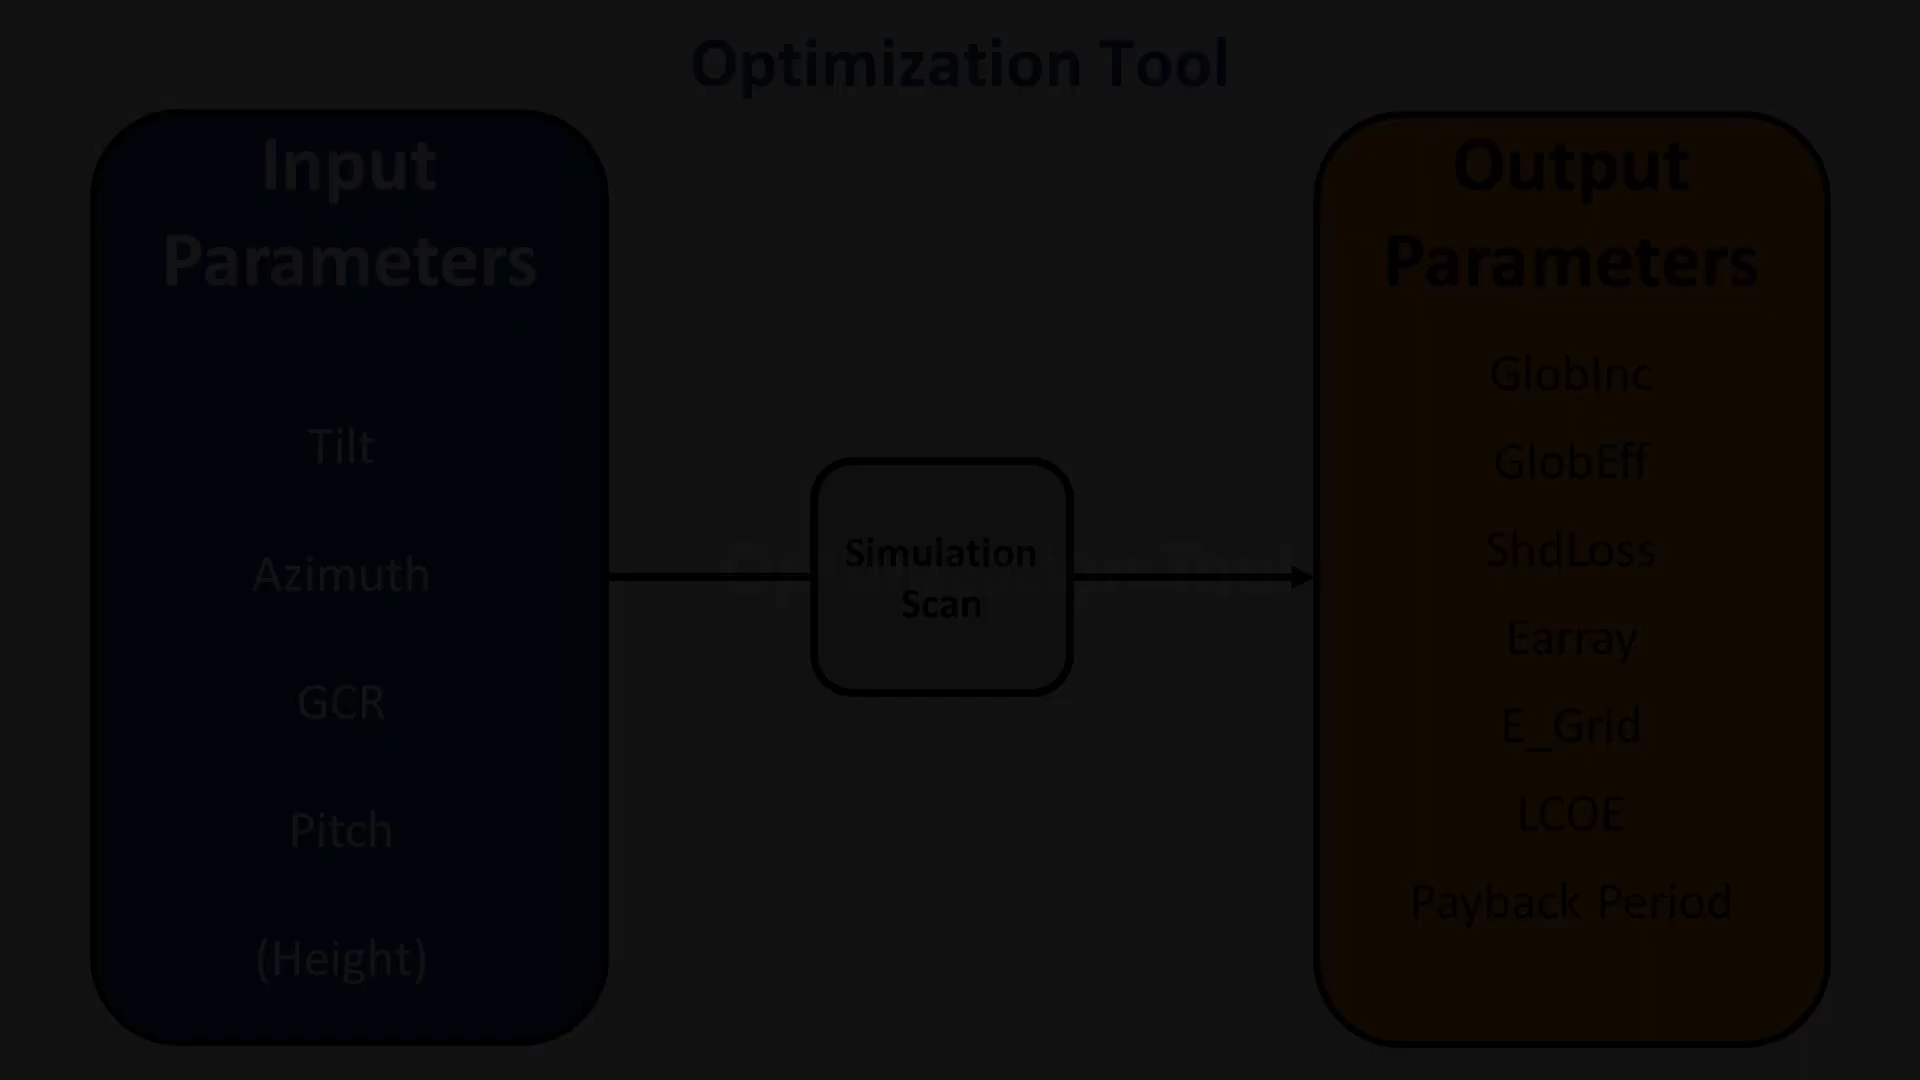 Optimization Tool
Input
Parameters
Tilt
Azimuth
GCR
Pitch
(Height)
Simulation
Scan
Output
Parameters
GlobInc
GlobEff
ShdLoss
Earray
E_Grid
LCOE
Payback Period